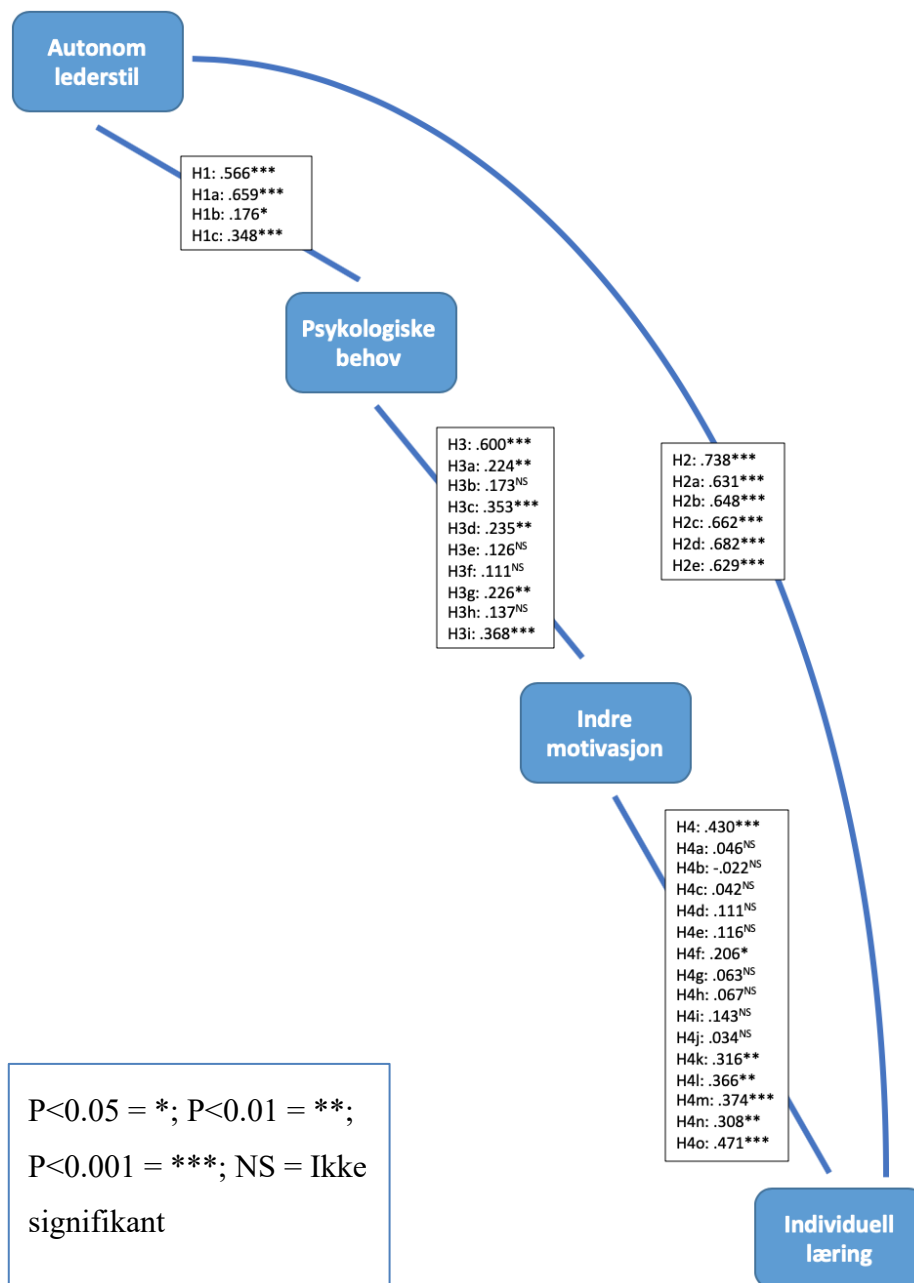 Autonom
lederstil
H1: .566***
H1a: .659***
H1b: .176*
H1c: .348***
Psykologiske
behov
H3: .600***
H3a: .224**
H3b: .173NS
H3c: .353***
H3d: .235**
H3e: .126NS
H3f: .111NS
H3g: .226**
H3h: .137NS
H3i: .368***
H2: .738***
H2a: .631***
H2b: .648***
H2c: .662***
H2d: .682***
H2e: .629***
Indre
motivasjon
H4: .430***
H4a: .046NS
H4b: -.022NS
H4c: .042NS
H4d: .111NS
H4e: .116NS
H4f: .206*
H4g: .063NS
H4h: .067NS
H4i: .143NS
H4j: .034NS
H4k: .316**
H4l: .366**
H4m: .374***
H4n: .308**
H4o: .471***
P<0.05 = *; P<0.01 = **;
P<0.001 = ***; NS = Ikke
signifikant
Individuell
læring